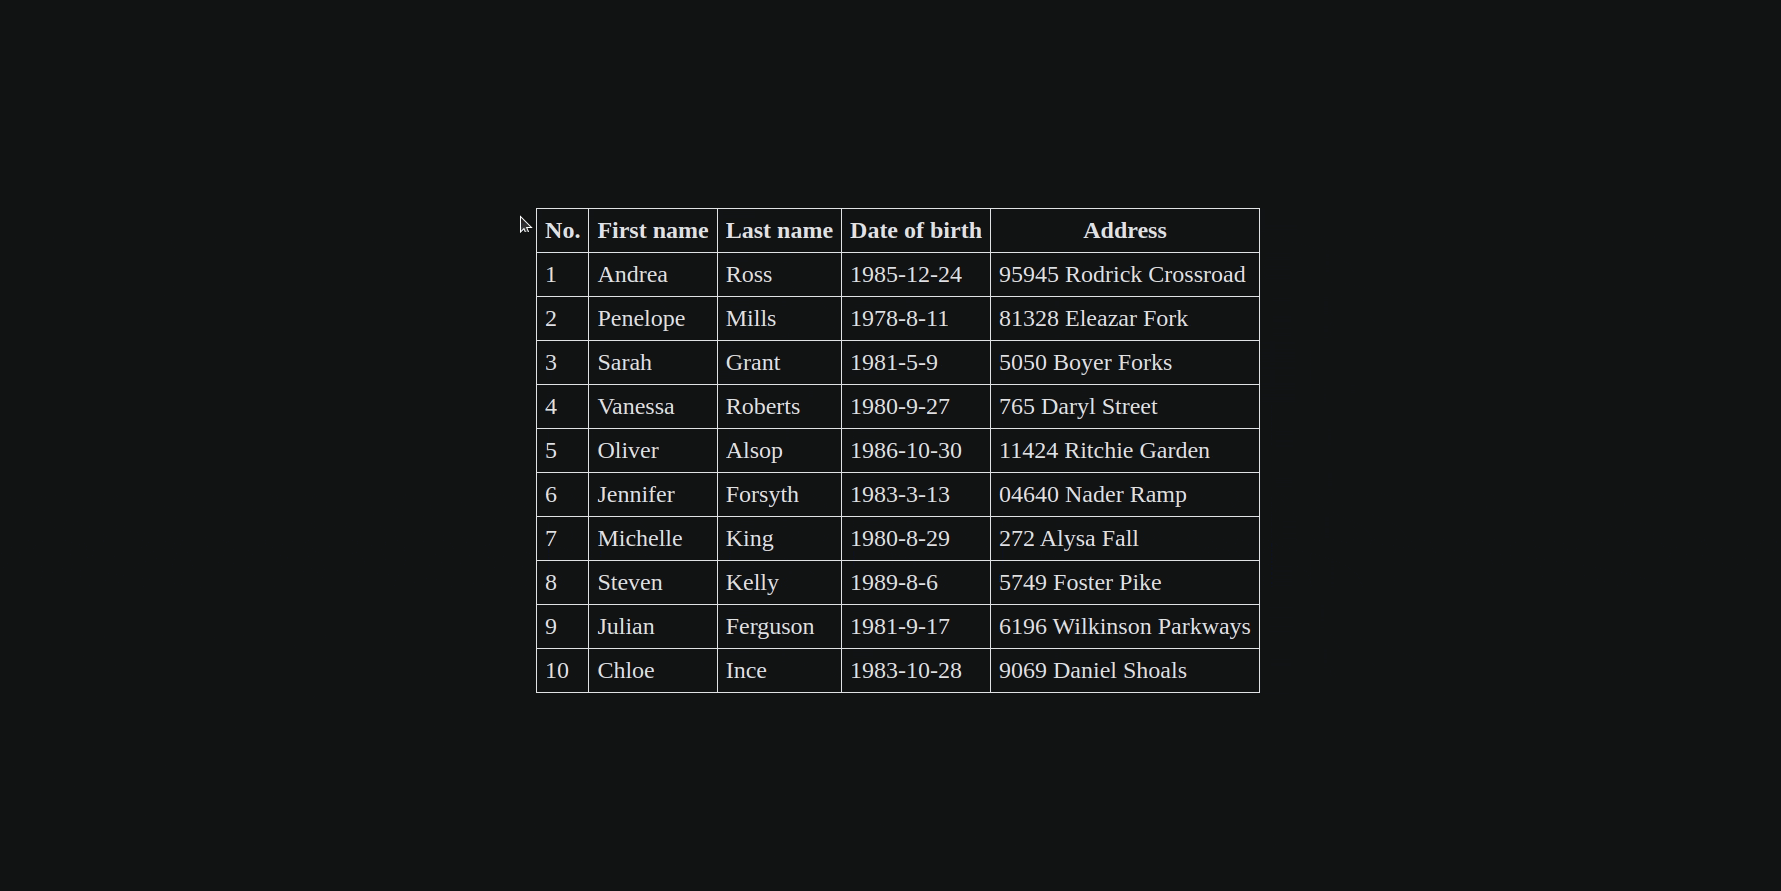 No. First name Last name Date of birth Address
1 Andrea Ross 1985-12-24 95945 Rodrick Crossroad
2 Penelope Mills 1978-8-11 81328 Eleazar Fork
3 Sarah Grant 1981-5-9 5050 Boyer Forks
4 Vanessa Roberts 1980-9-27 765 Daryl Street
5 Oliver Alsop 1986-10-30 11424 Ritchie Garden
6 Jennifer Forsyth 1983-3-13 04640 Nader Ramp
7 Michelle King 1980-8-29 272 Alysa Fall
8 Steven Kelly 1989-8-6 5749 Foster Pike
9 Julian Ferguson 1981-9-17 6196 Wilkinson Parkways
10 Chloe Ince 1983-10-28 9069 Daniel Shoals